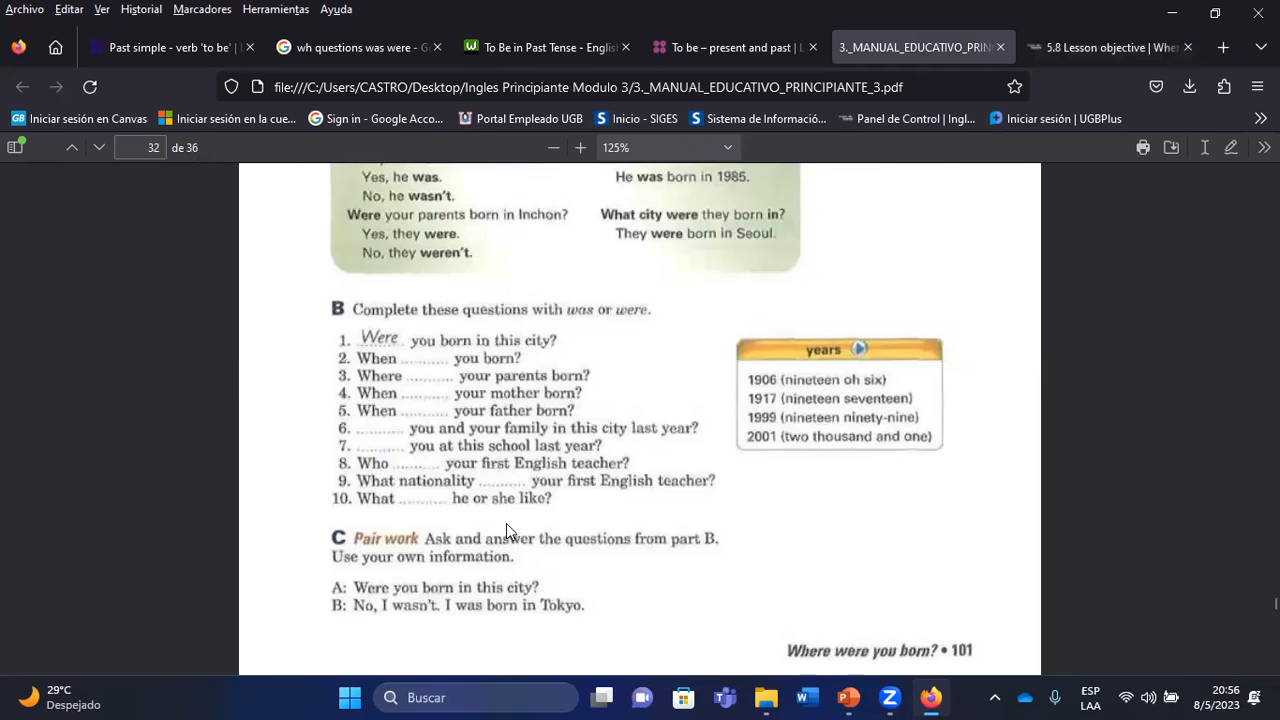 Archivo Editar Ver Historial Marcadores Herramientas Ayuda
Past simple - verb 'to be' | wh questions was were - Go To Be in Past Tense - Englis To be – present and past | L 3._MANUAL_EDUCATIVO_PRIN 5.8 Lesson objective | Whe
file:///C:/Users/CASTRO/Desktop/Ingles Principiante Modulo 3/3._MANUAL_EDUCATIVO_PRINCIPIANTE_3.pdf
Iniciar sesión en Canvas Iniciar sesión en la cue... Sign in - Google Acco... Portal Empleado UGB Inicio - SIGES Sistema de Informació... Panel de Control | Ingl... Iniciar sesión | UGBPlus
32 de 36 125%
Yes, he was. He was born in 1985.
No, he wasn't.
Were your parents born in Inchon? What city were they born in?
Yes, they were. They were born in Seoul.
No, they weren't.
B Complete these questions with was or were.
1. Were you born in this city?
2. When .......... you born?
3. Where .......... your parents born?
4. When .......... your mother born?
5. When .......... your father born?
6. .......... you and your family in this city last year?
7. .......... you at this school last year?
8. Who .......... your first English teacher?
9. What nationality .......... your first English teacher?
10. What .......... he or she like?
years
1906 (nineteen oh six)
1917 (nineteen seventeen)
1999 (nineteen ninety-nine)
2001 (two thousand and one)
C Pair work Ask and answer the questions from part B.
Use your own information.
A: Were you born in this city?
B: No, I wasn't. I was born in Tokyo.
Where were you born? • 101
29°C
Despejado
Buscar
ESP
LAA
20:56
8/5/2023